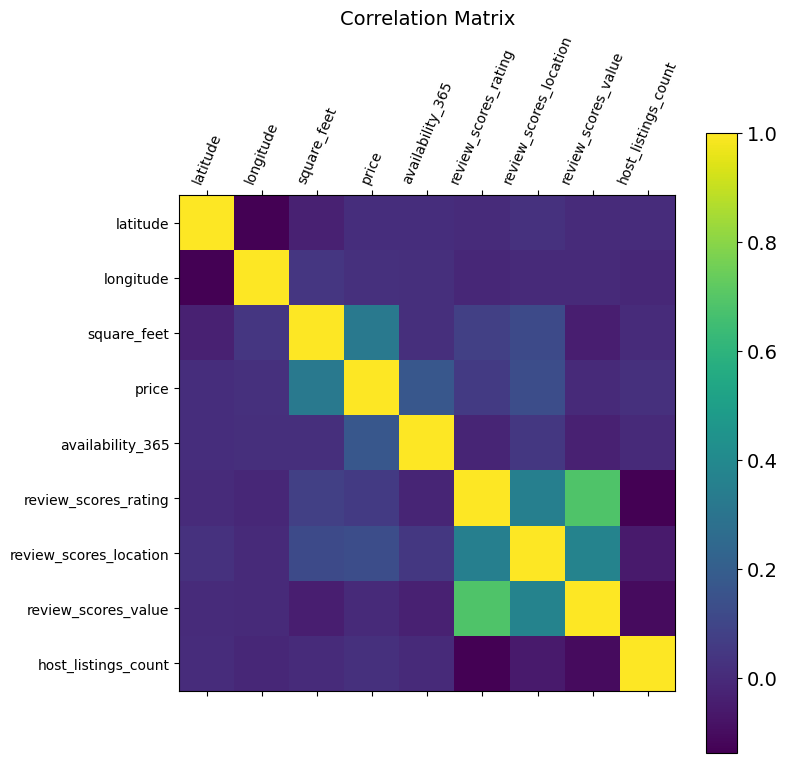 Correlation Matrix
latitude
longitude
square_feet
price
availability_365
review_scores_rating
review_scores_location
review_scores_value
host_listings_count
latitude
longitude
square_feet
price
availability_365
review_scores_rating
review_scores_location
review_scores_value
host_listings_count
1.0
0.8
0.6
0.4
0.2
0.0